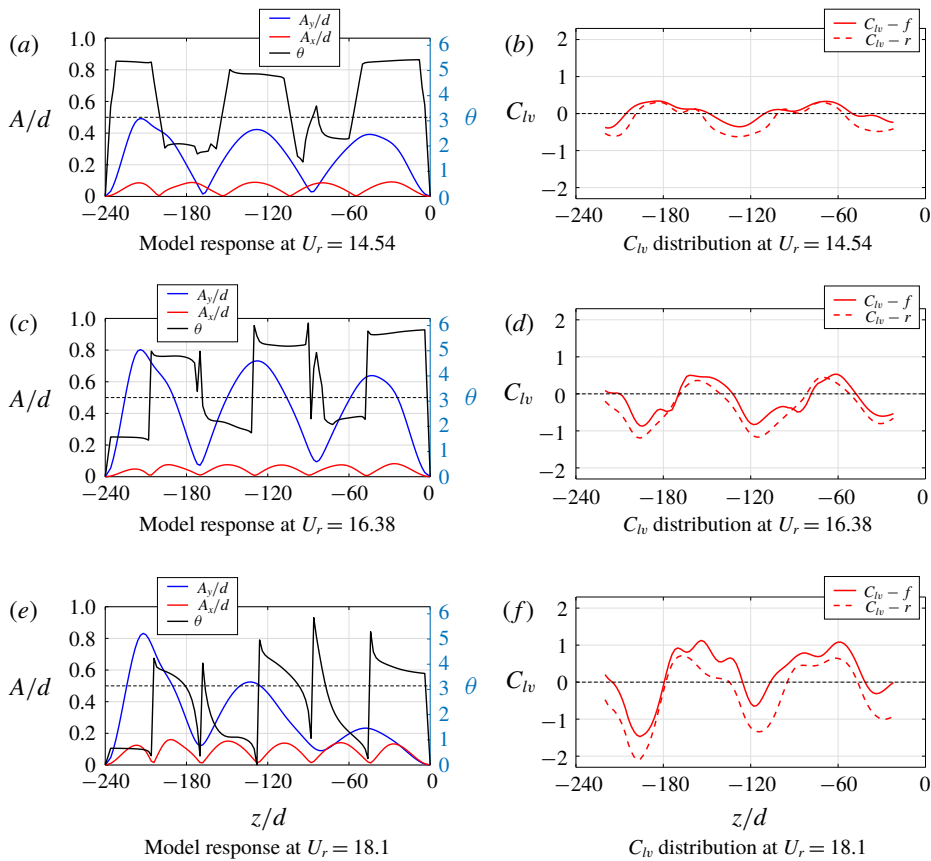 (a)
A_y/d
A_x/d
θ
1.0
0.8
0.6
0.4
0.2
0
A/d
6
5
4
3
2
1
0
θ
−240 −180 −120 −60 0
Model response at U_r = 14.54
(b)
C_lv − f
C_lv − r
2
1
0
−1
−2
C_lv
−240 −180 −120 −60 0
C_lv distribution at U_r = 14.54
(c)
A_y/d
A_x/d
θ
1.0
0.8
0.6
0.4
0.2
0
A/d
6
5
4
3
2
1
0
θ
−240 −180 −120 −60 0
Model response at U_r = 16.38
(d)
C_lv − f
C_lv − r
2
1
0
−1
−2
C_lv
−240 −180 −120 −60 0
C_lv distribution at U_r = 16.38
(e)
A_y/d
A_x/d
θ
1.0
0.8
0.6
0.4
0.2
0
A/d
6
5
4
3
2
1
0
θ
−240 −180 −120 −60 0
z/d
Model response at U_r = 18.1
(f)
C_lv − f
C_lv − r
2
1
0
−1
−2
C_lv
−240 −180 −120 −60 0
z/d
C_lv distribution at U_r = 18.1